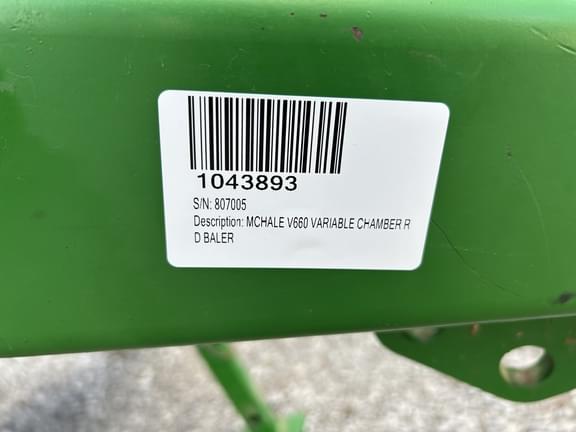 1043893
S/N: 807005
Description: MCHALE V660 VARIABLE CHAMBER R
D BALER